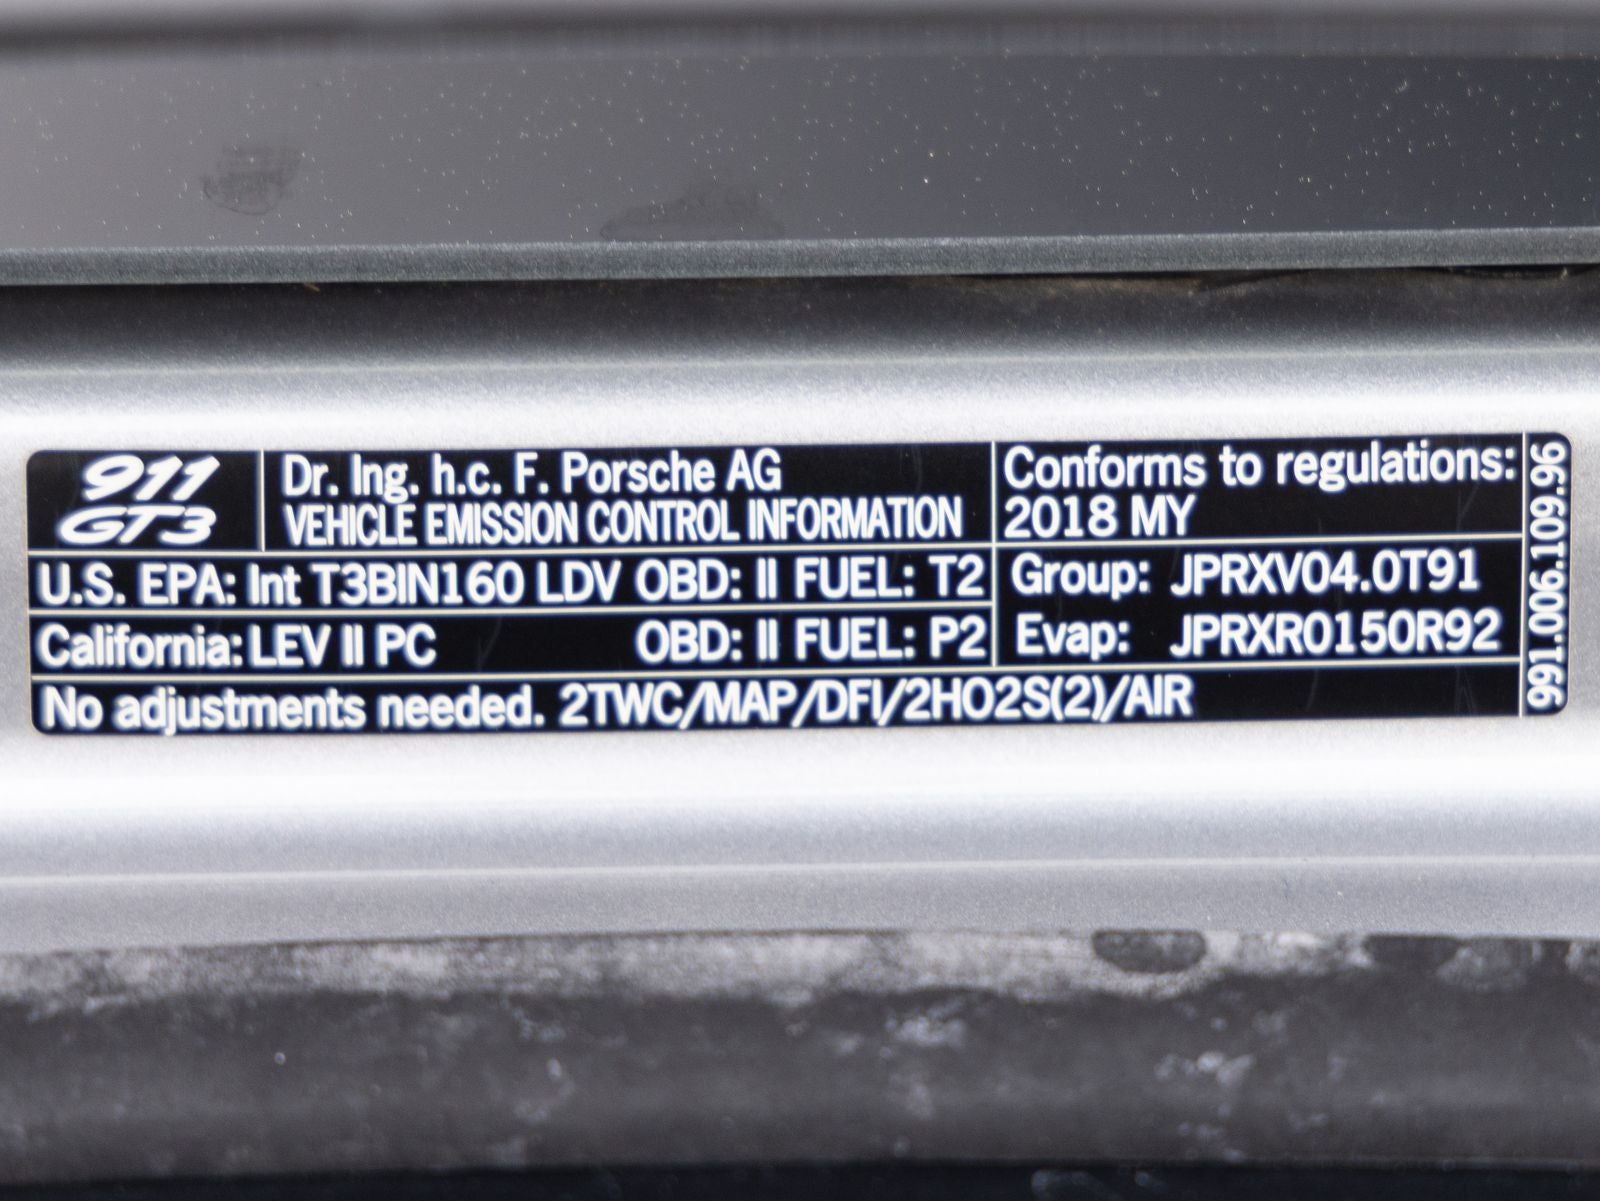 911
GT3
Dr. Ing. h.c. F. Porsche AG
VEHICLE EMISSION CONTROL INFORMATION
Conforms to regulations:
2018 MY
U.S. EPA: Int T3BIN160 LDV OBD: II FUEL: T2
California: LEV II PC OBD: II FUEL: P2
Group: JPRXV04.0T91
Evap: JPRXR0150R92
No adjustments needed. 2TWC/MAP/DFI/2HO2S(2)/AIR
991.006.109.96